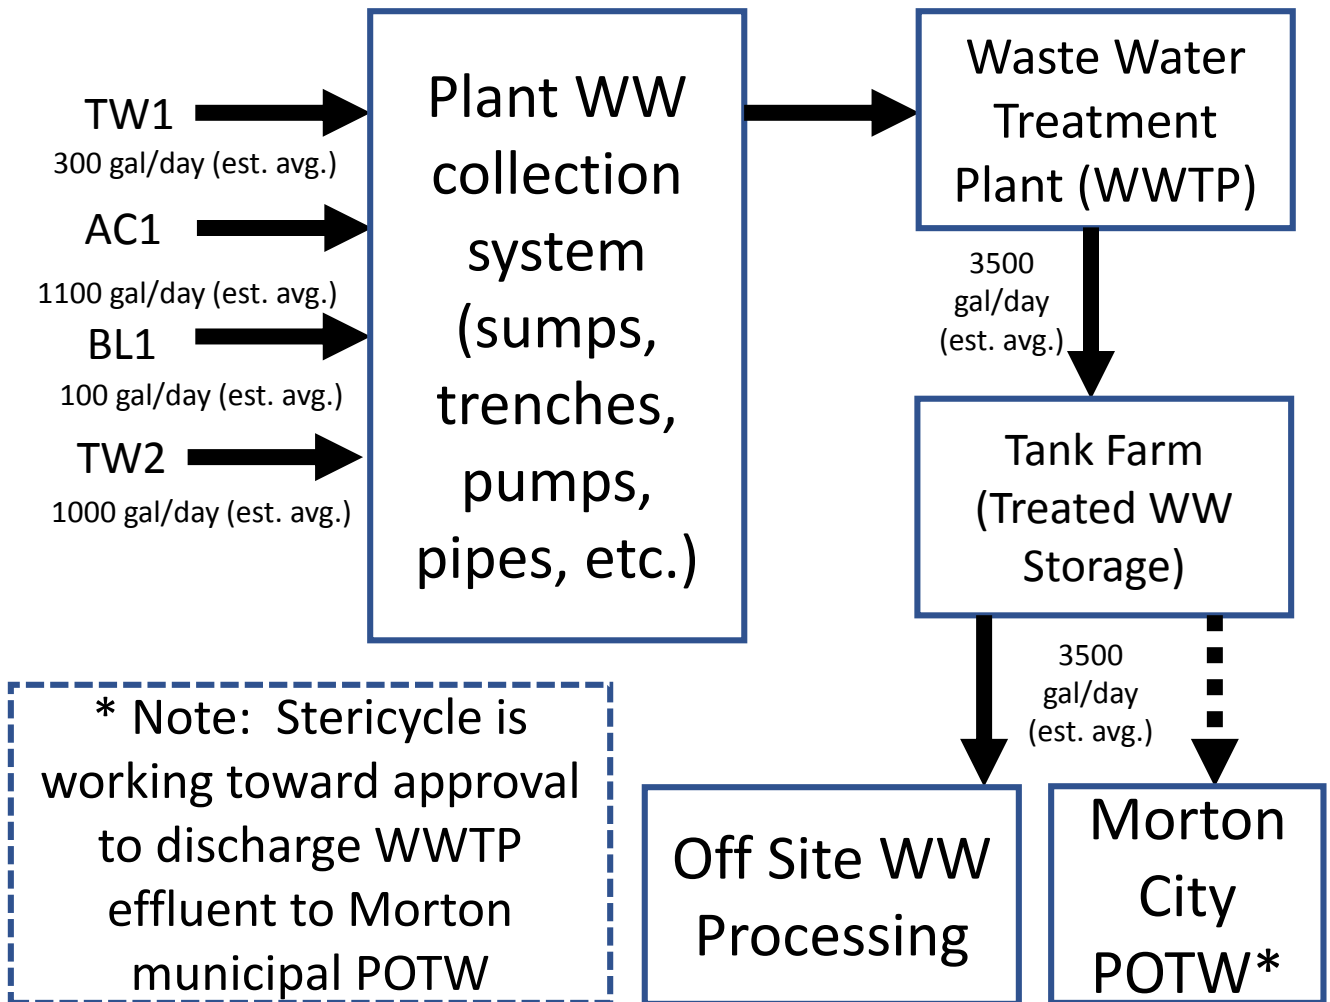 TW1
300 gal/day (est. avg.)
AC1
1100 gal/day (est. avg.)
BL1
100 gal/day (est. avg.)
TW2
1000 gal/day (est. avg.)
Plant WW
collection
system
(sumps,
trenches,
pumps,
pipes, etc.)
Waste Water
Treatment
Plant (WWTP)
3500
gal/day
(est. avg.)
Tank Farm
(Treated WW
Storage)
3500
gal/day
(est. avg.)
Off Site WW
Processing
Morton
City
POTW*
* Note:  Stericycle is
working toward approval
to discharge WWTP
effluent to Morton
municipal POTW